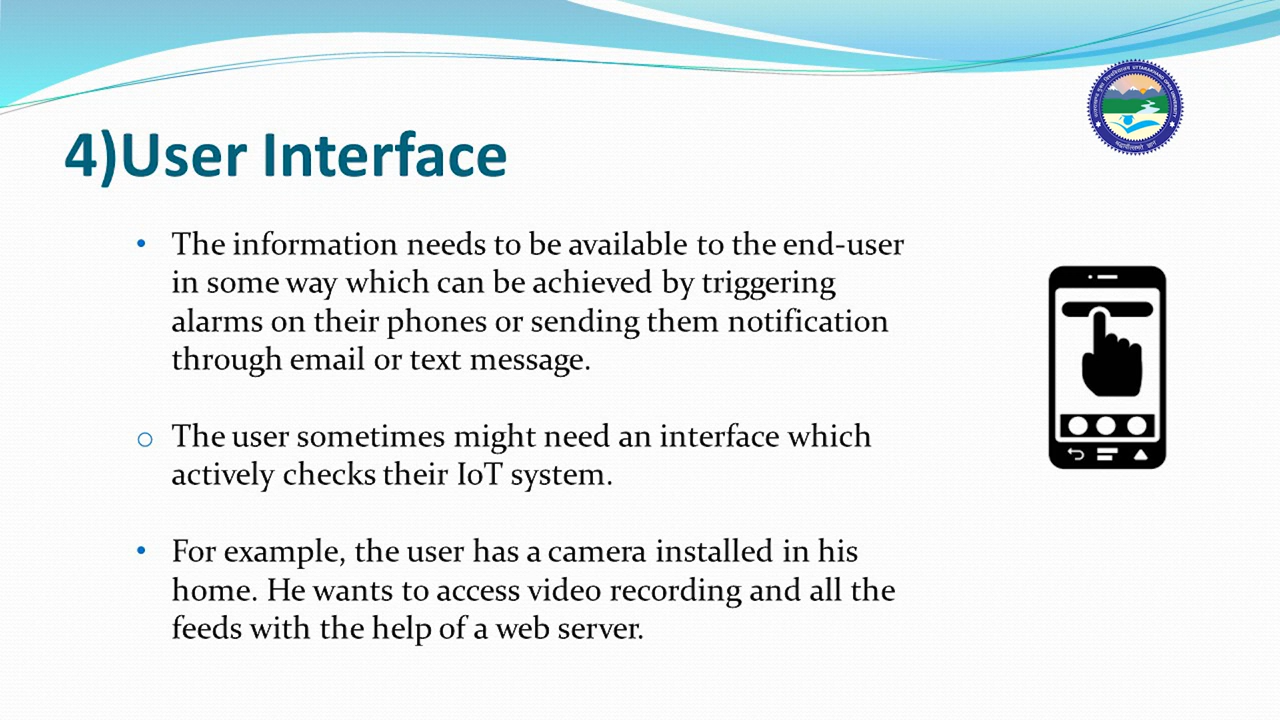 4)User Interface
• The information needs to be available to the end-user
in some way which can be achieved by triggering
alarms on their phones or sending them notification
through email or text message.
o The user sometimes might need an interface which
actively checks their IoT system.
• For example, the user has a camera installed in his
home. He wants to access video recording and all the
feeds with the help of a web server.